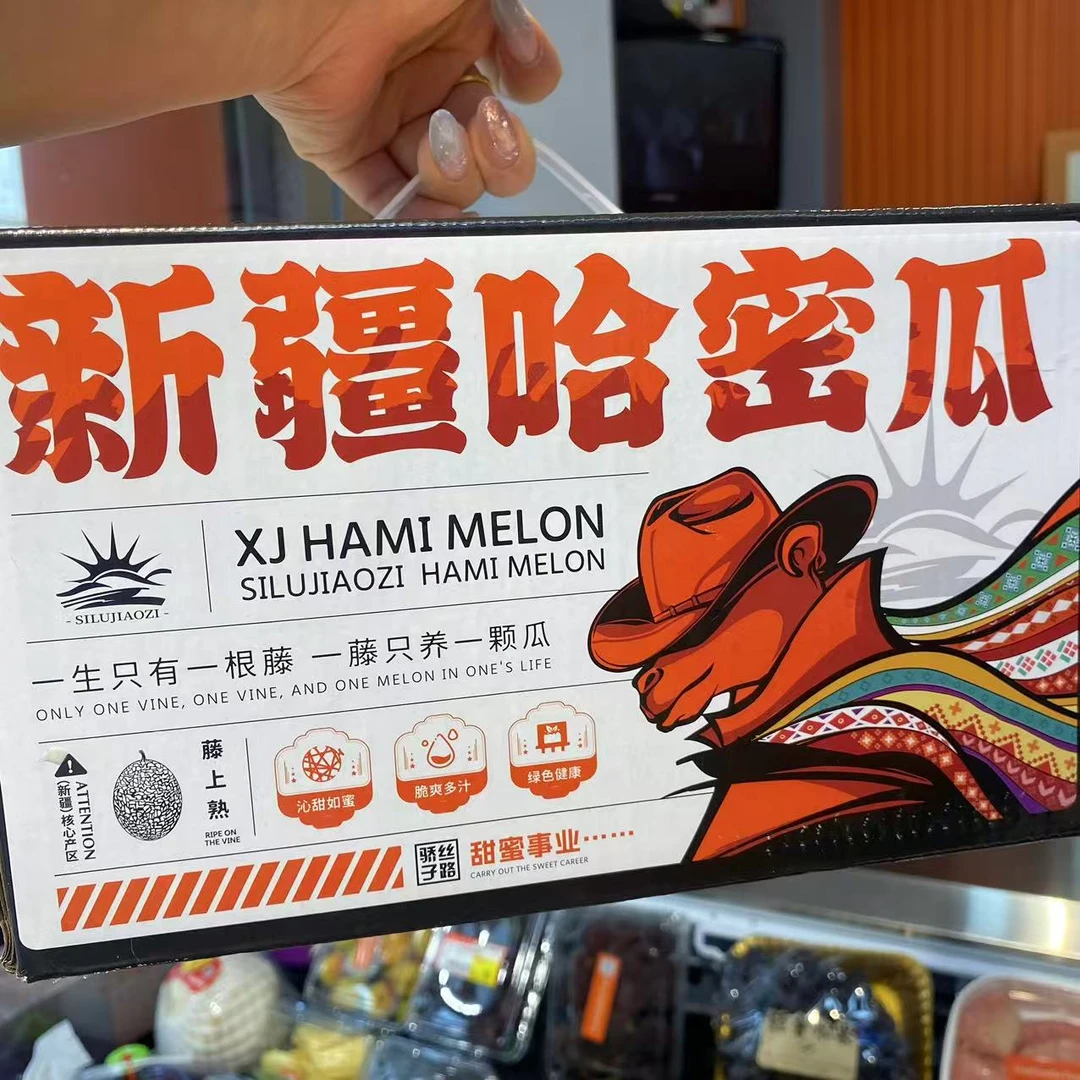 新疆哈密瓜
XJ HAMI MELON
SILUJIAOZI HAMI MELON
- SILUJIAOZI -
一生只有一根藤 一藤只养一颗瓜
ONLY ONE VINE, ONE VINE, AND ONE MELON IN ONE'S LIFE
ATTENTION
新疆）核心产区
藤上熟
RIPE ON
THE VINE
沁甜如蜜
脆爽多汁
绿色健康
骄丝
子路
甜蜜事业······
CARRY OUT THE SWEET CAREER